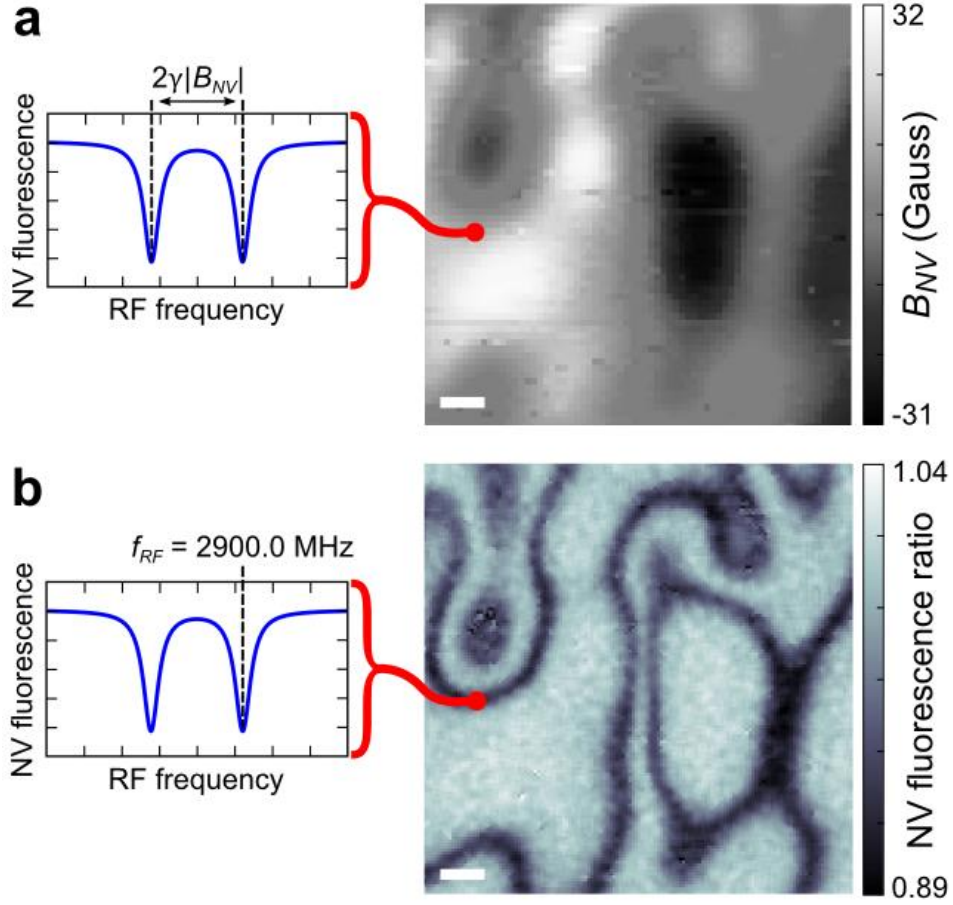 a
2γ|B_NV|
NV fluorescence
RF frequency
32
B_NV (Gauss)
-31
b
f_RF = 2900.0 MHz
NV fluorescence
RF frequency
1.04
NV fluorescence ratio
0.89